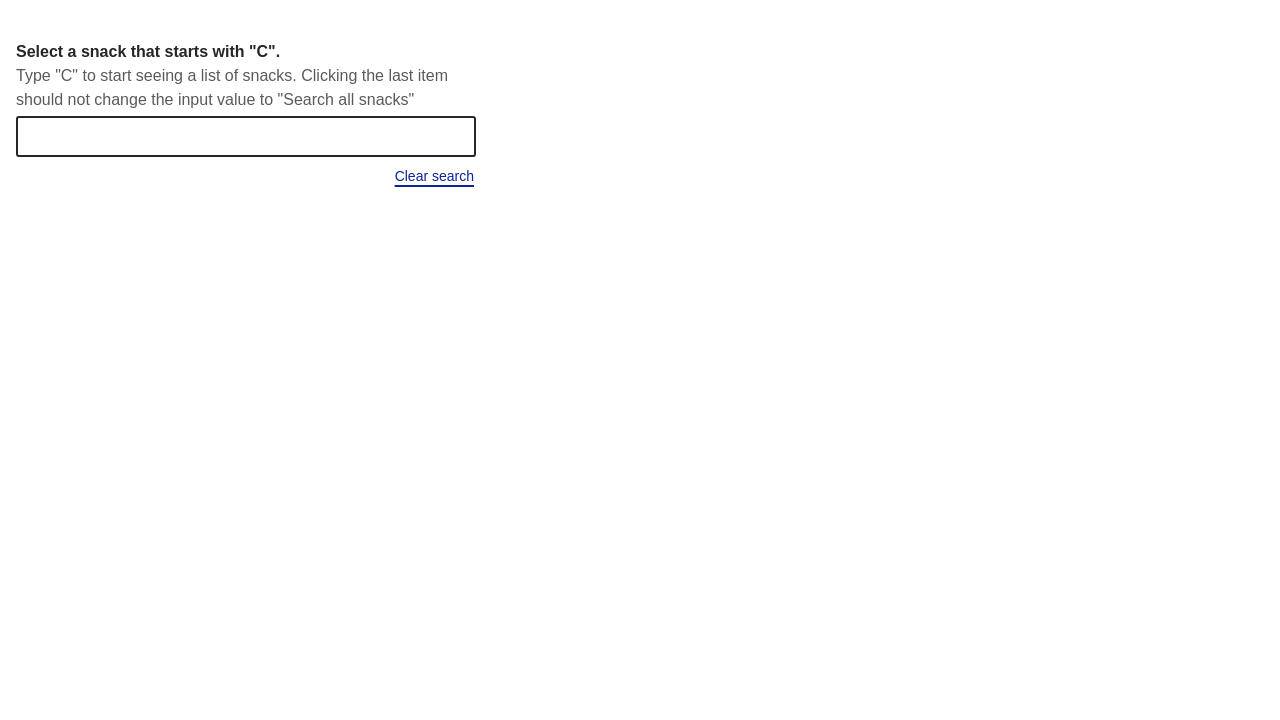 Select a snack that starts with "C".
Type "C" to start seeing a list of snacks. Clicking the last item
should not change the input value to "Search all snacks"
Clear search